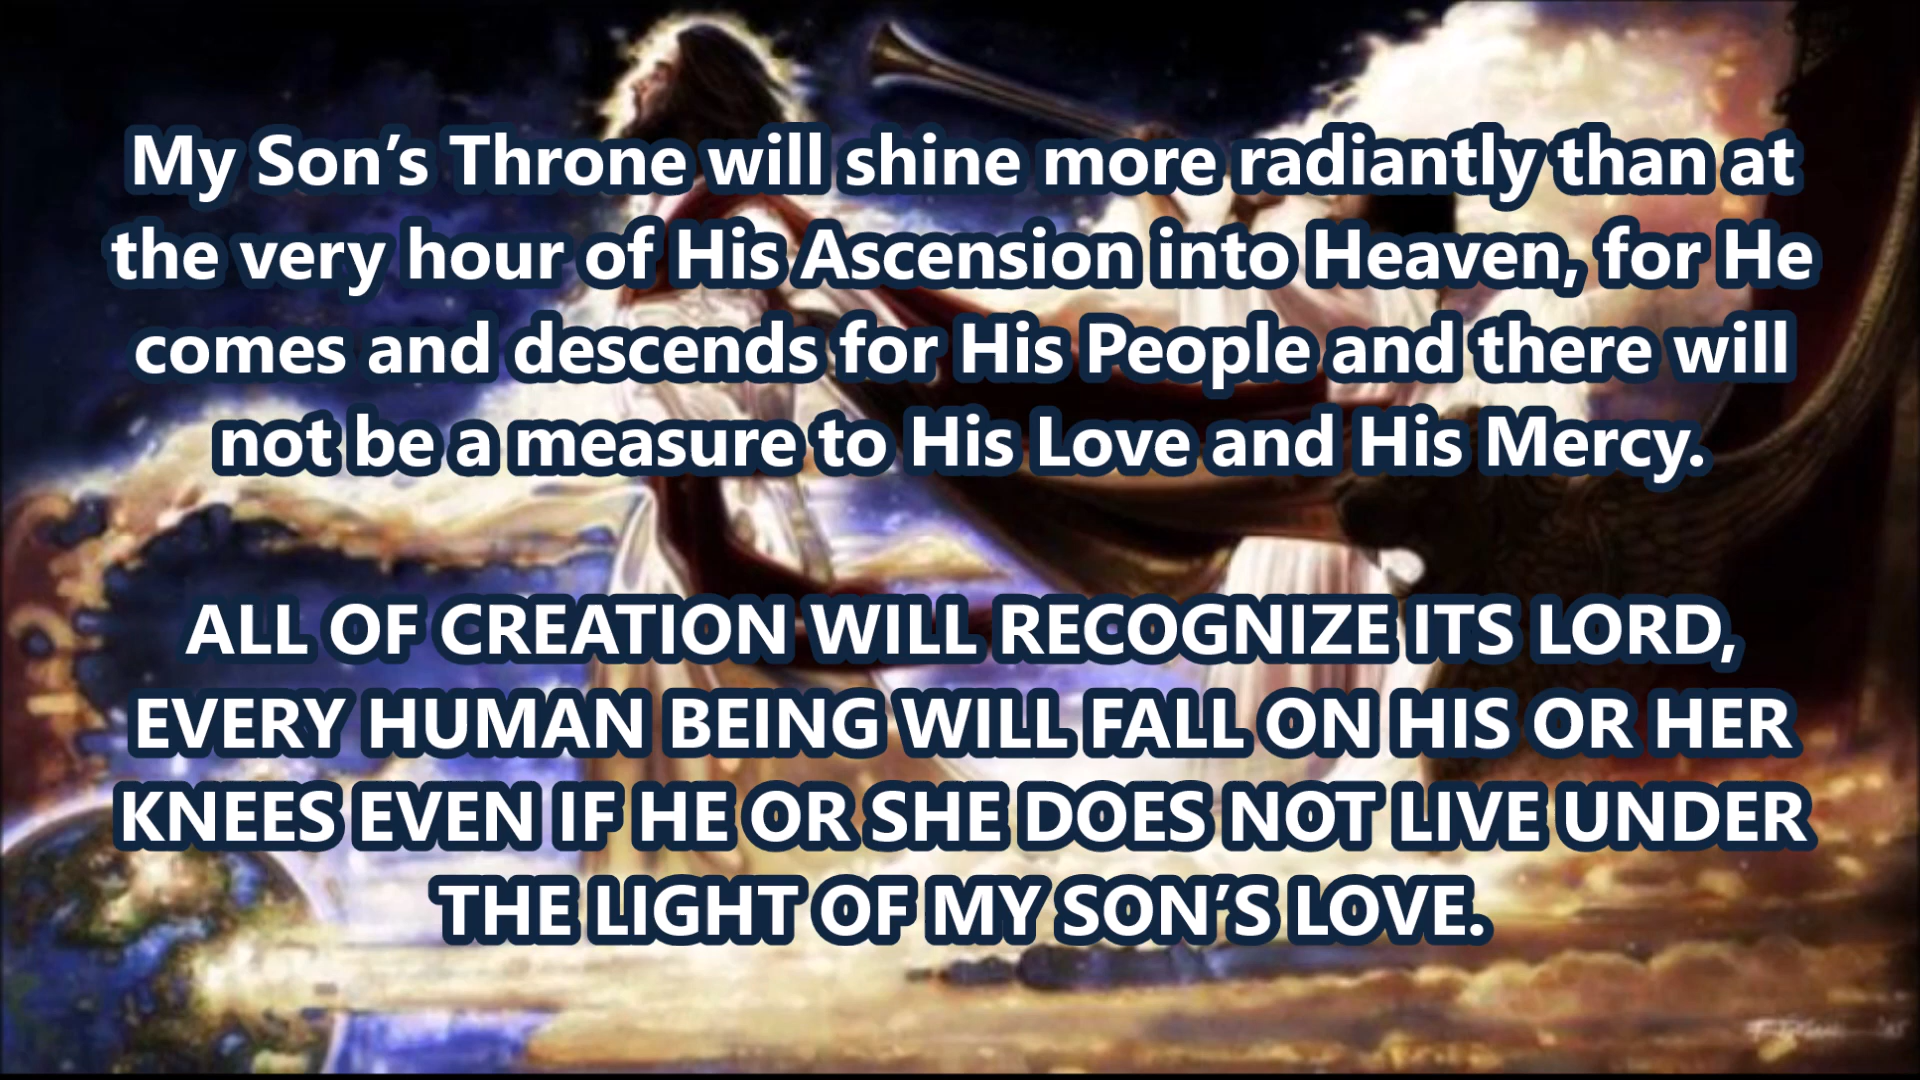 My Son’s Throne will shine more radiantly than at
the very hour of His Ascension into Heaven, for He
comes and descends for His People and there will
not be a measure to His Love and His Mercy.
ALL OF CREATION WILL RECOGNIZE ITS LORD,
EVERY HUMAN BEING WILL FALL ON HIS OR HER
KNEES EVEN IF HE OR SHE DOES NOT LIVE UNDER
THE LIGHT OF MY SON’S LOVE.